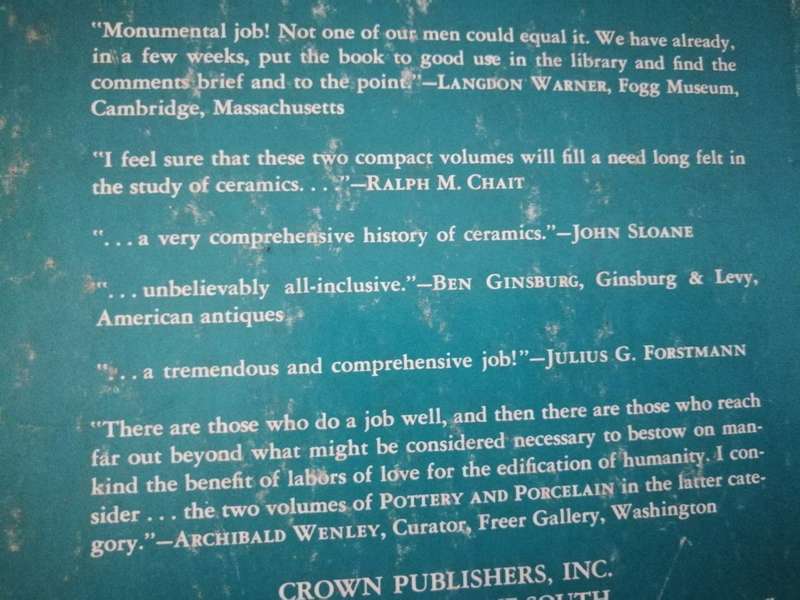 "Monumental job! Not one of our men could equal it. We have already,
in a few weeks, put the book to good use in the library and find the
comments brief and to the point."—LANGDON WARNER, Fogg Museum,
Cambridge, Massachusetts
"I feel sure that these two compact volumes will fill a need long felt in
the study of ceramics. . . ."—RALPH M. CHAIT
". . . a very comprehensive history of ceramics."—JOHN SLOANE
". . . unbelievably all-inclusive."—BEN GINSBURG, Ginsburg & Levy,
American antiques
". . . a tremendous and comprehensive job!"—JULIUS G. FORSTMANN
"There are those who do a job well, and then there are those who reach
far out beyond what might be considered necessary to bestow on man-
kind the benefit of labors of love for the edification of humanity. I con-
sider . . . the two volumes of POTTERY AND PORCELAIN in the latter cate-
gory."—ARCHIBALD WENLEY, Curator, Freer Gallery, Washington
CROWN PUBLISHERS, INC.
SOUTH